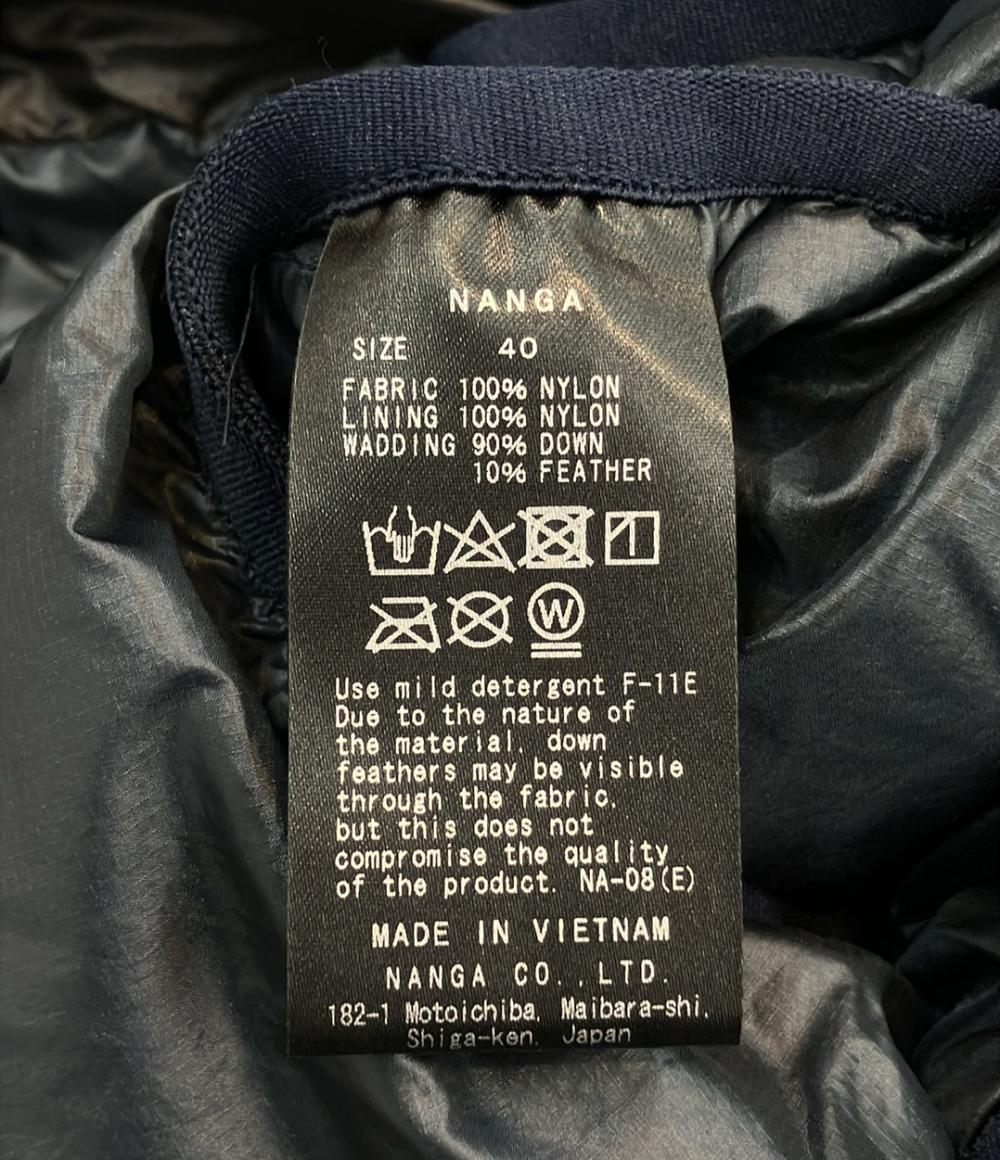 NANGA
SIZE 40
FABRIC 100% NYLON
LINING 100% NYLON
WADDING 90% DOWN
10% FEATHER
W
Use mild detergent F-11E
Due to the nature of
the material, down
feathers may be visible
through the fabric,
but this does not
compromise the quality
of the product. NA-08(E)
MADE IN VIETNAM
NANGA CO.,LTD.
182-1 Motoichiba, Maibara-shi,
Shiga-ken, Japan